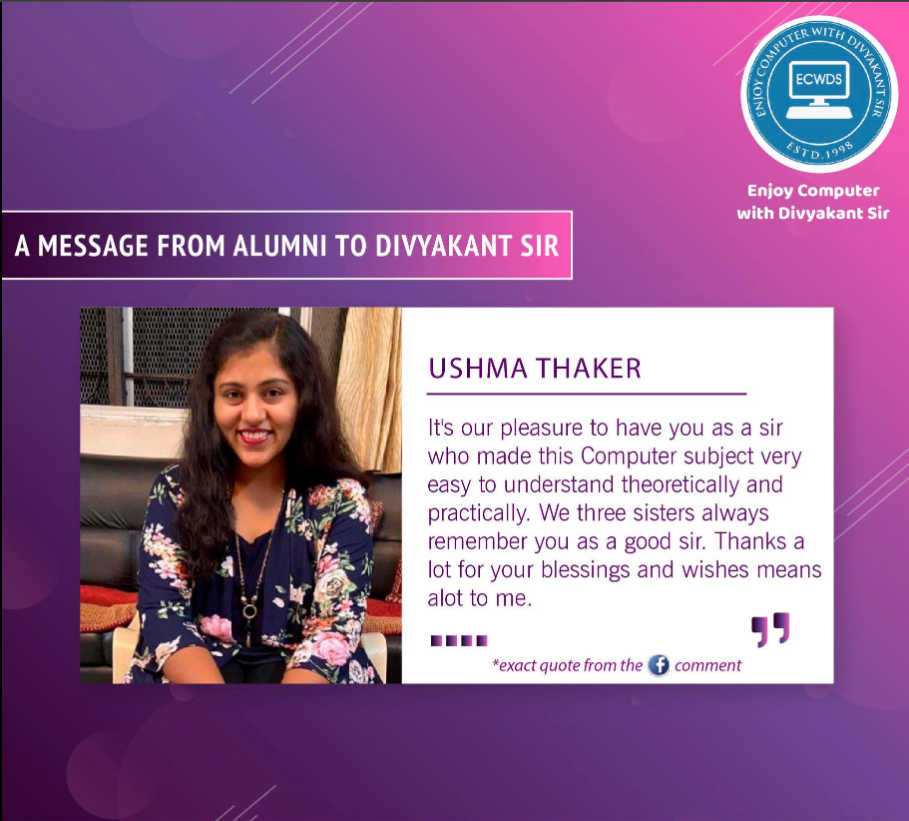 ENJOY COMPUTER WITH DIVYAKANT SIR
ECWDS
ESTD.1998
Enjoy Computer
with Divyakant Sir
A MESSAGE FROM ALUMNI TO DIVYAKANT SIR
USHMA THAKER
It's our pleasure to have you as a sir
who made this Computer subject very
easy to understand theoretically and
practically. We three sisters always
remember you as a good sir. Thanks a
lot for your blessings and wishes means
alot to me.
”
*exact quote from the f comment